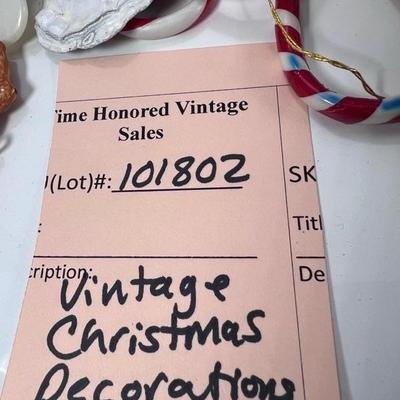 Time Honored Vintage
Sales
U(Lot)#: 101802
SK
:
Titl
cription:
De
Vintage
Christmas
Decorations